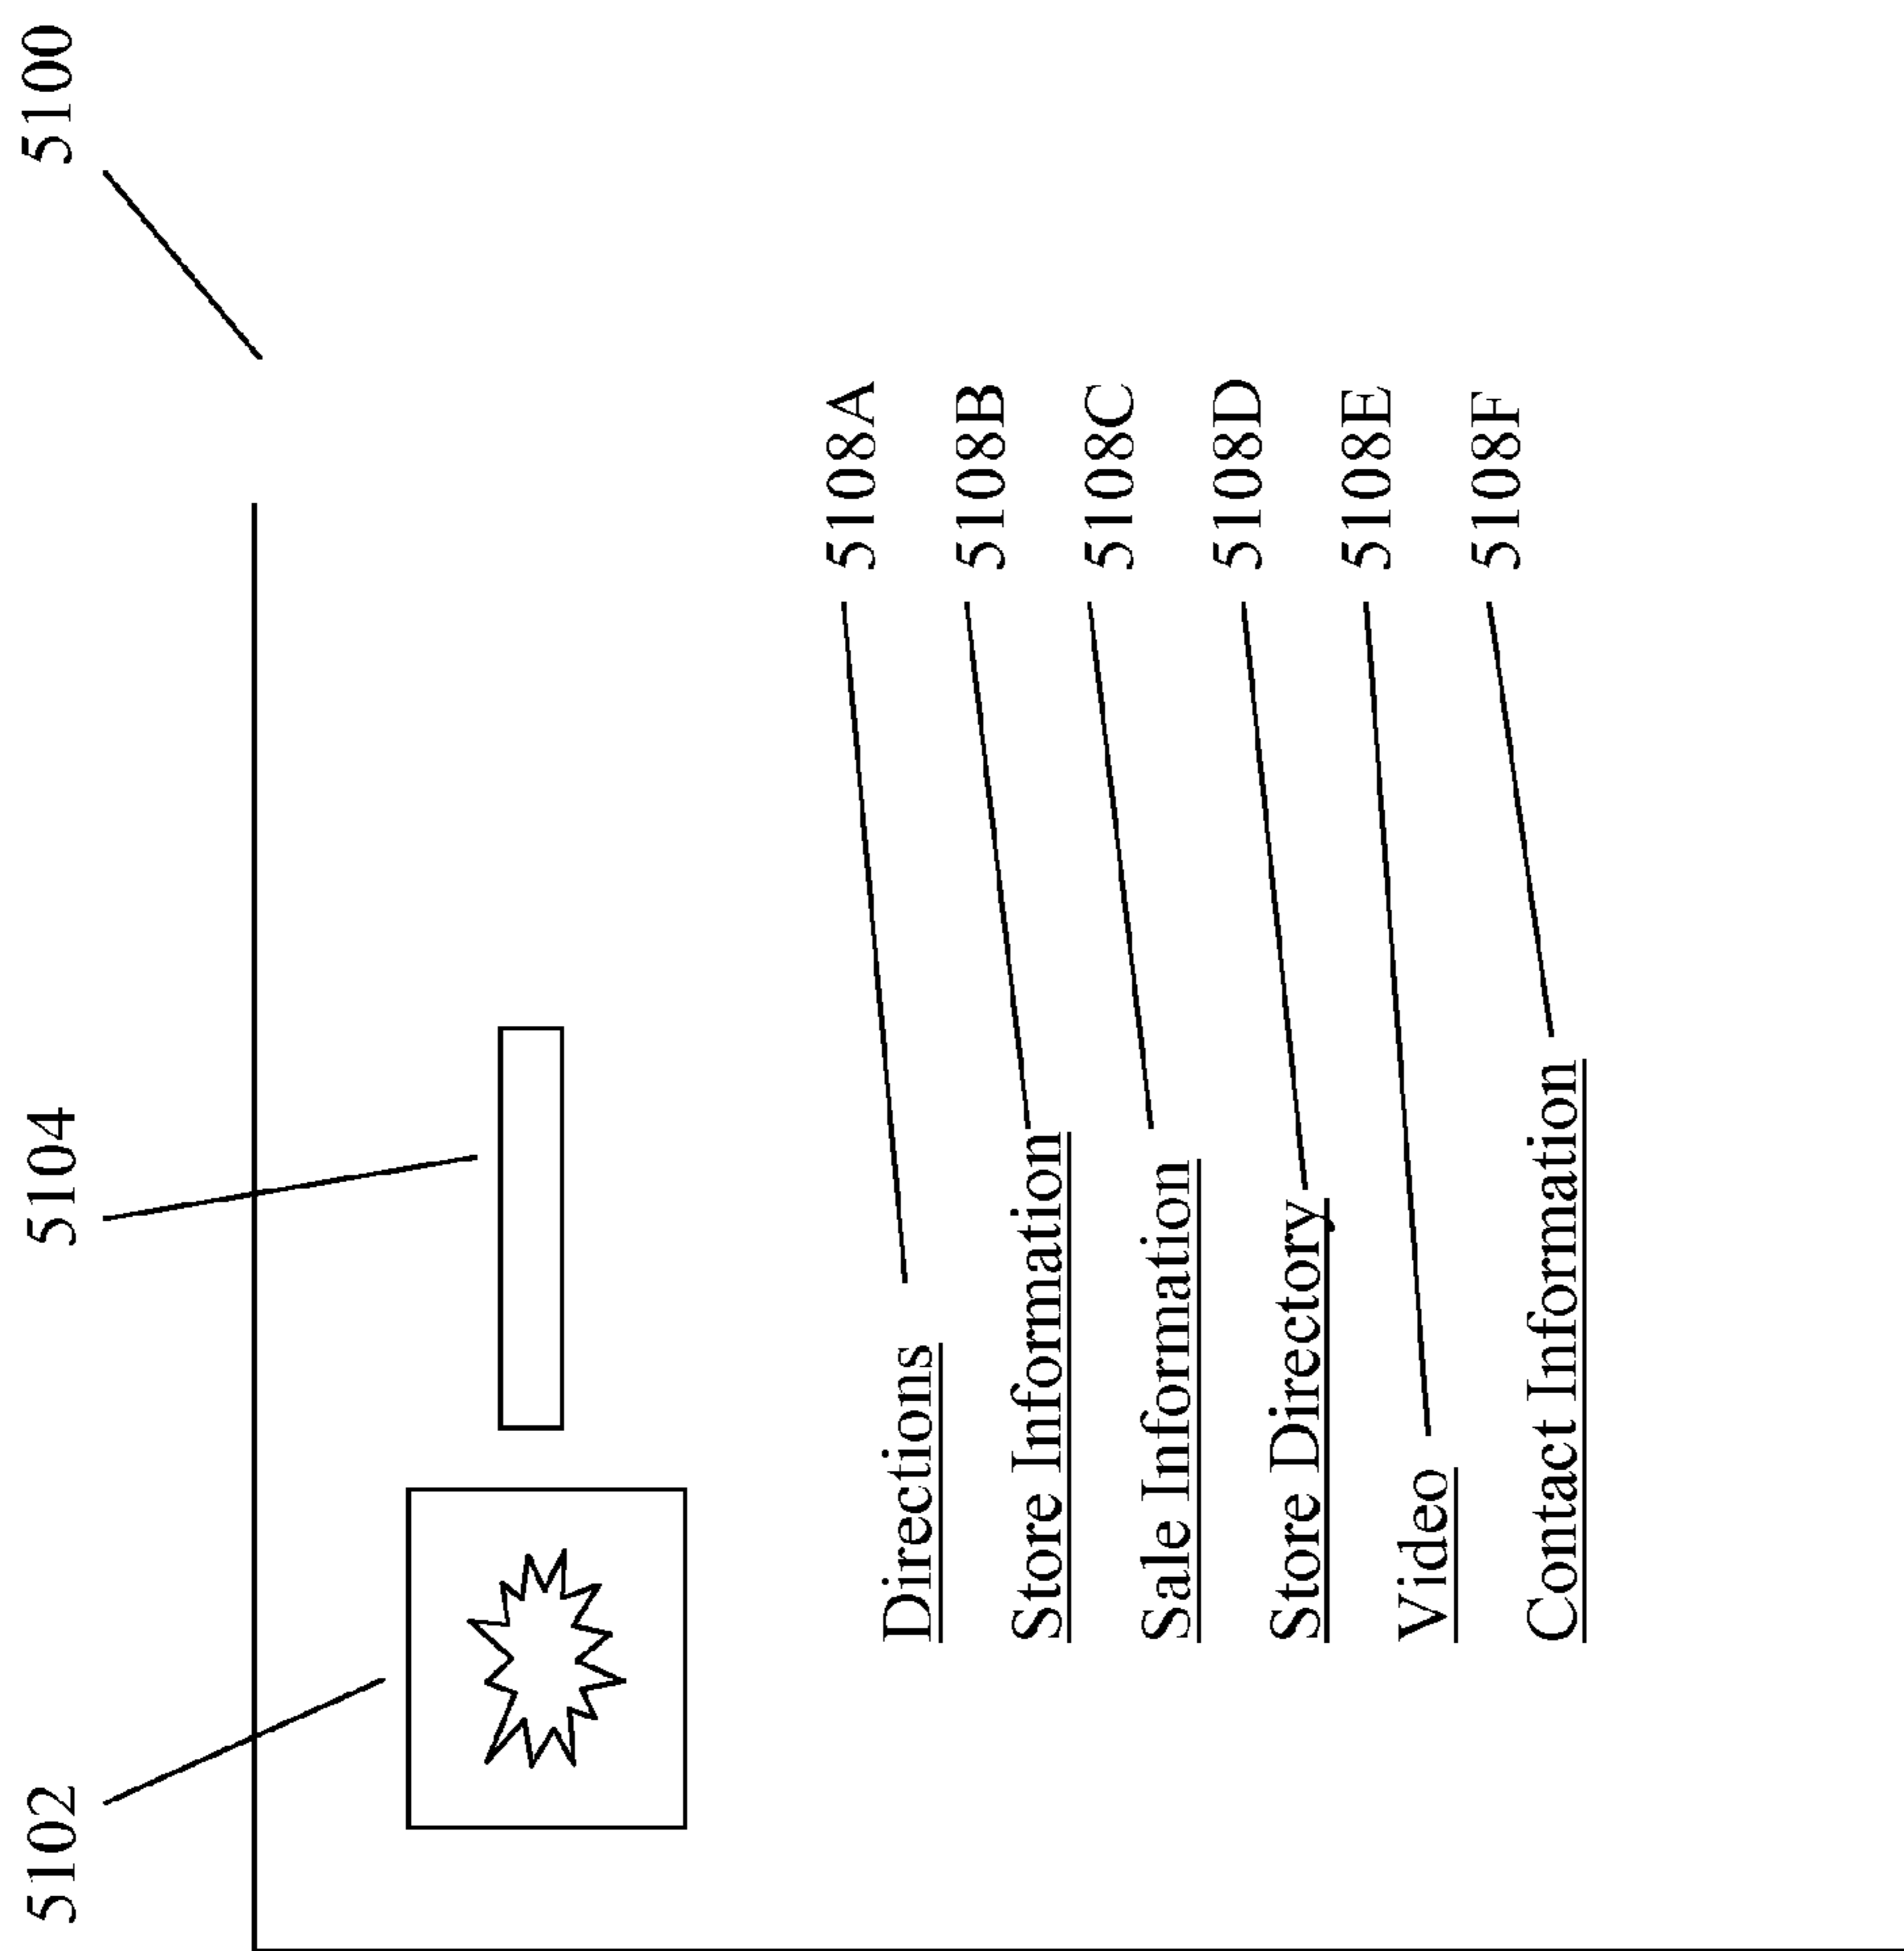 5100
5102 5104
Directions 5108A
Store Information 5108B
Sale Information 5108C
Store Directory 5108D
Video 5108E
Contact Information 5108F